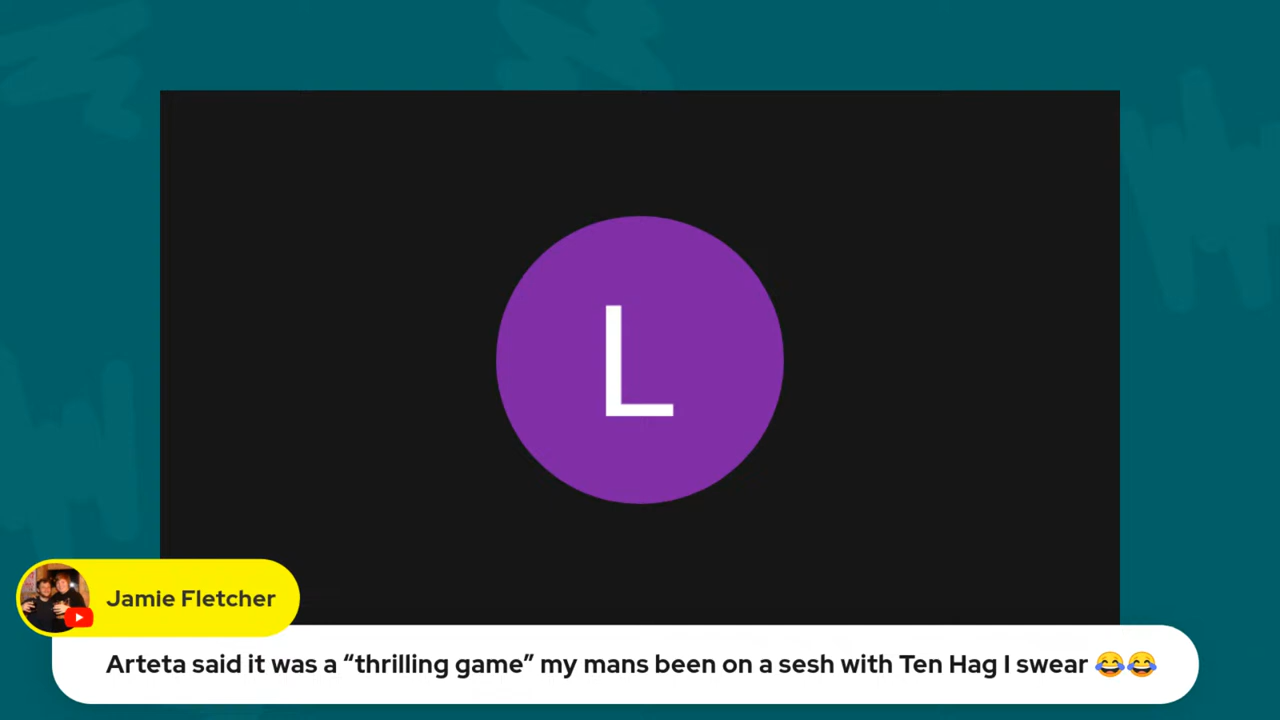 L
Jamie Fletcher
Arteta said it was a “thrilling game” my mans been on a sesh with Ten Hag I swear 😂😂